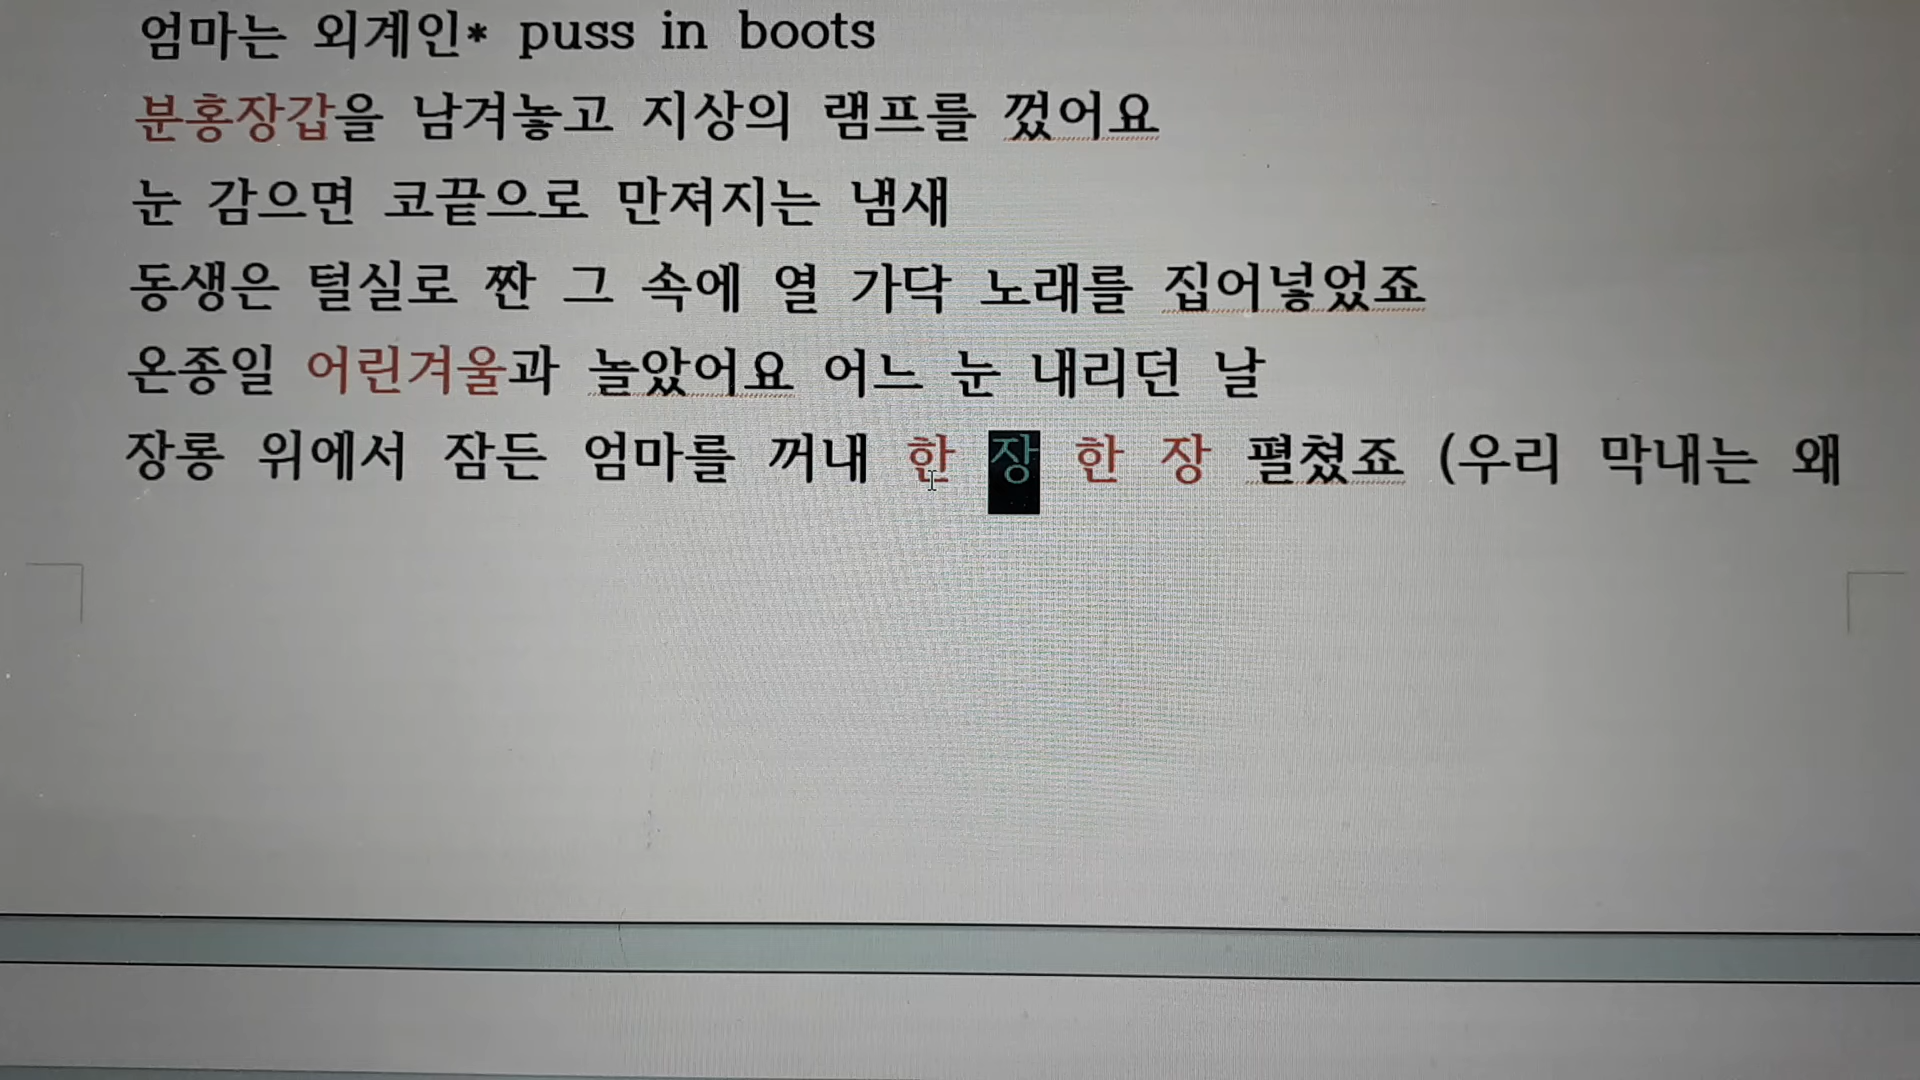 엄마는 외계인* puss in boots
분홍장갑을 남겨놓고 지상의 램프를 껐어요
눈 감으면 코끝으로 만져지는 냄새
동생은 털실로 짠 그 속에 열 가닥 노래를 집어넣었죠
온종일 어린겨울과 놀았어요 어느 눈 내리던 날
장롱 위에서 잠든 엄마를 꺼내 한 장 한 장 펼쳤죠 (우리 막내는 왜